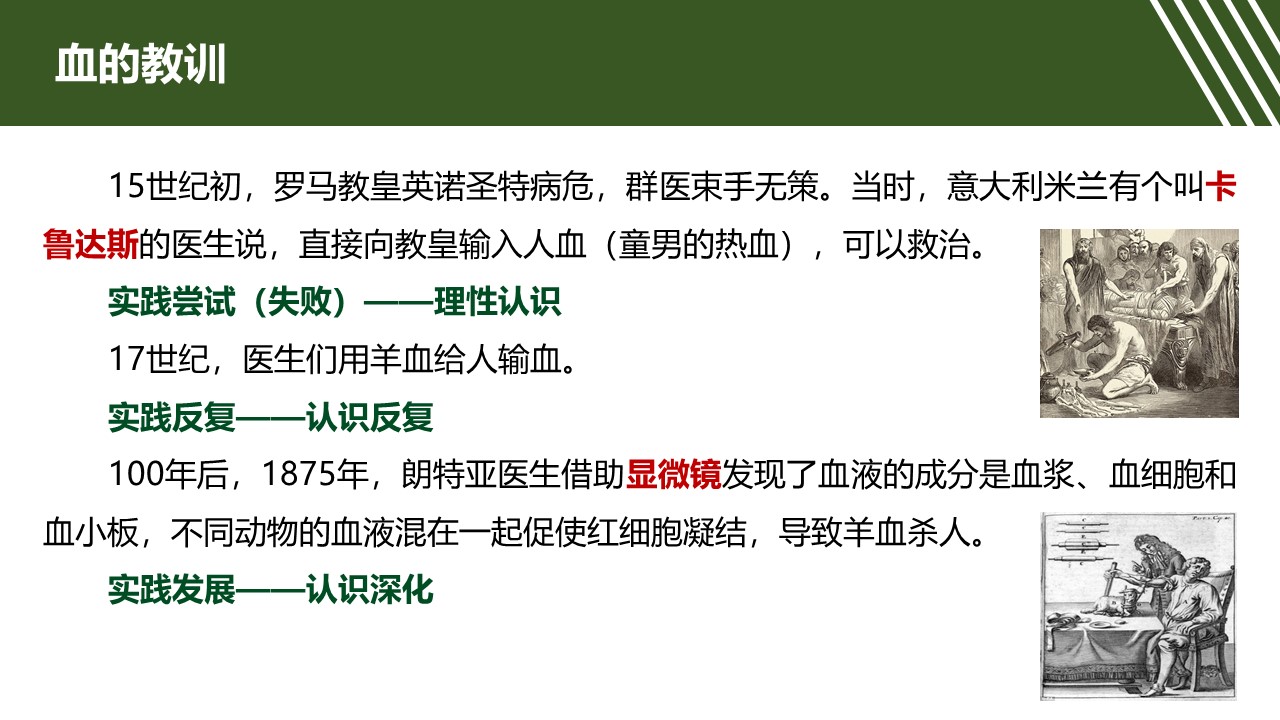 血的教训
15世纪初，罗马教皇英诺圣特病危，群医束手无策。当时，意大利米兰有个叫卡
鲁达斯的医生说，直接向教皇输入人血（童男的热血），可以救治。
实践尝试（失败）——理性认识
17世纪，医生们用羊血给人输血。
实践反复——认识反复
100年后，1875年，朗特亚医生借助显微镜发现了血液的成分是血浆、血细胞和
血小板，不同动物的血液混在一起促使红细胞凝结，导致羊血杀人。
实践发展——认识深化